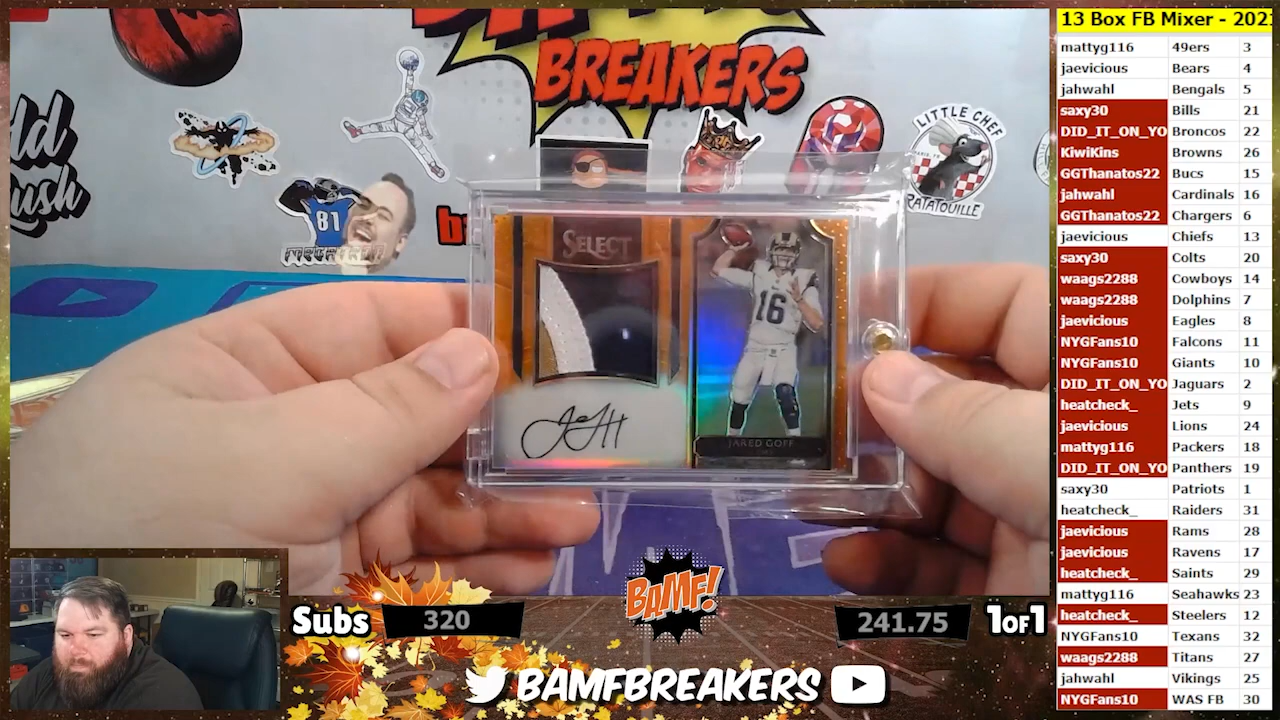 BREAKERS
LITTLE CHEF
RATATOUILLE
81
SELECT
16
JARED GOFF
13 Box FB Mixer - 2021
mattyg116 49ers 3
jaevicious Bears 4
jahwahl Bengals 5
saxy30 Bills 21
DID_IT_ON_YO Broncos 22
KiwiKins Browns 26
GGThanatos22 Bucs 15
jahwahl Cardinals 16
GGThanatos22 Chargers 6
jaevicious Chiefs 13
saxy30 Colts 20
waags2288 Cowboys 14
waags2288 Dolphins 7
jaevicious Eagles 8
NYGFans10 Falcons 11
NYGFans10 Giants 10
DID_IT_ON_YO Jaguars 2
heatcheck_ Jets 9
jaevicious Lions 24
mattyg116 Packers 18
DID_IT_ON_YO Panthers 19
saxy30 Patriots 1
heatcheck_ Raiders 31
jaevicious Rams 28
jaevicious Ravens 17
heatcheck_ Saints 29
mattyg116 Seahawks 23
heatcheck_ Steelers 12
NYGFans10 Texans 32
waags2288 Titans 27
jahwahl Vikings 25
NYGFans10 WAS FB 30
BAMF!
Subs 320
241.75 1of1
BAMFBREAKERS